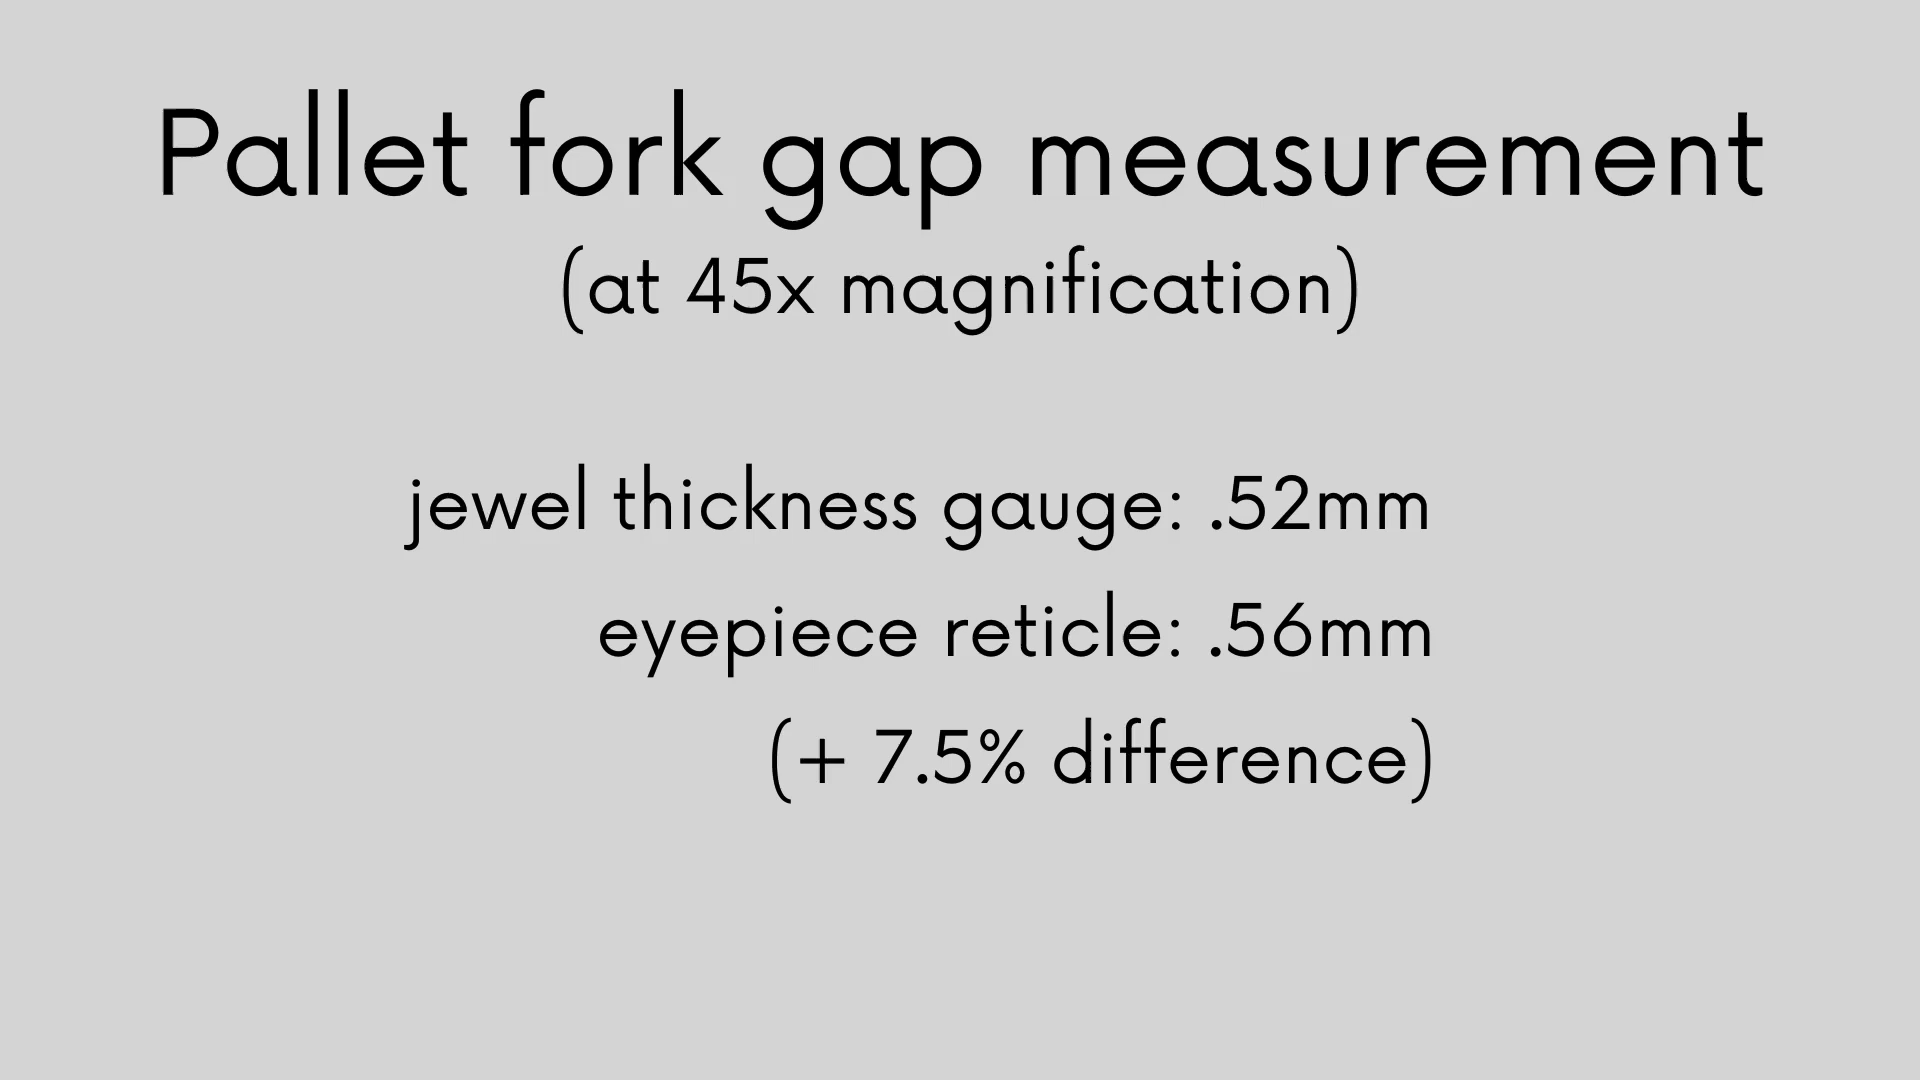 Pallet fork gap measurement
(at 45x magnification)
jewel thickness gauge: .52mm
eyepiece reticle: .56mm
(+ 7.5% difference)